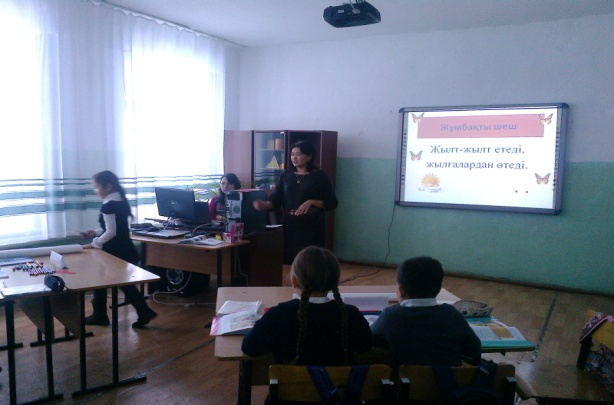 Жұмбақты шеш
Жылт-жылт етеді,
жылғалардан өтеді.